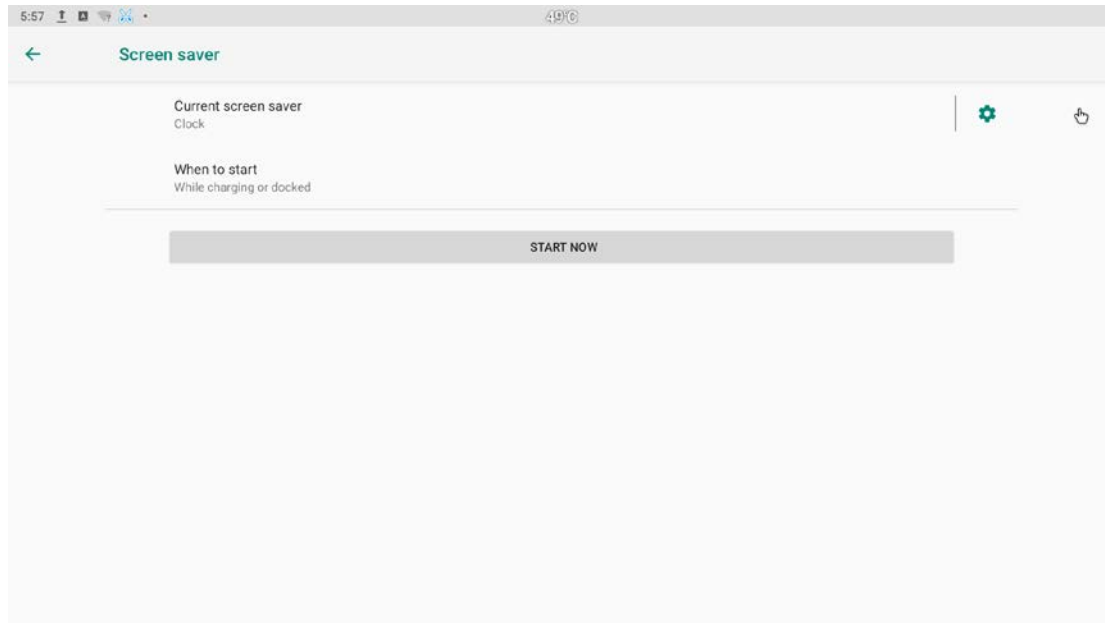 5:57
49°C
Screen saver
Current screen saver
Clock
When to start
While charging or docked
START NOW